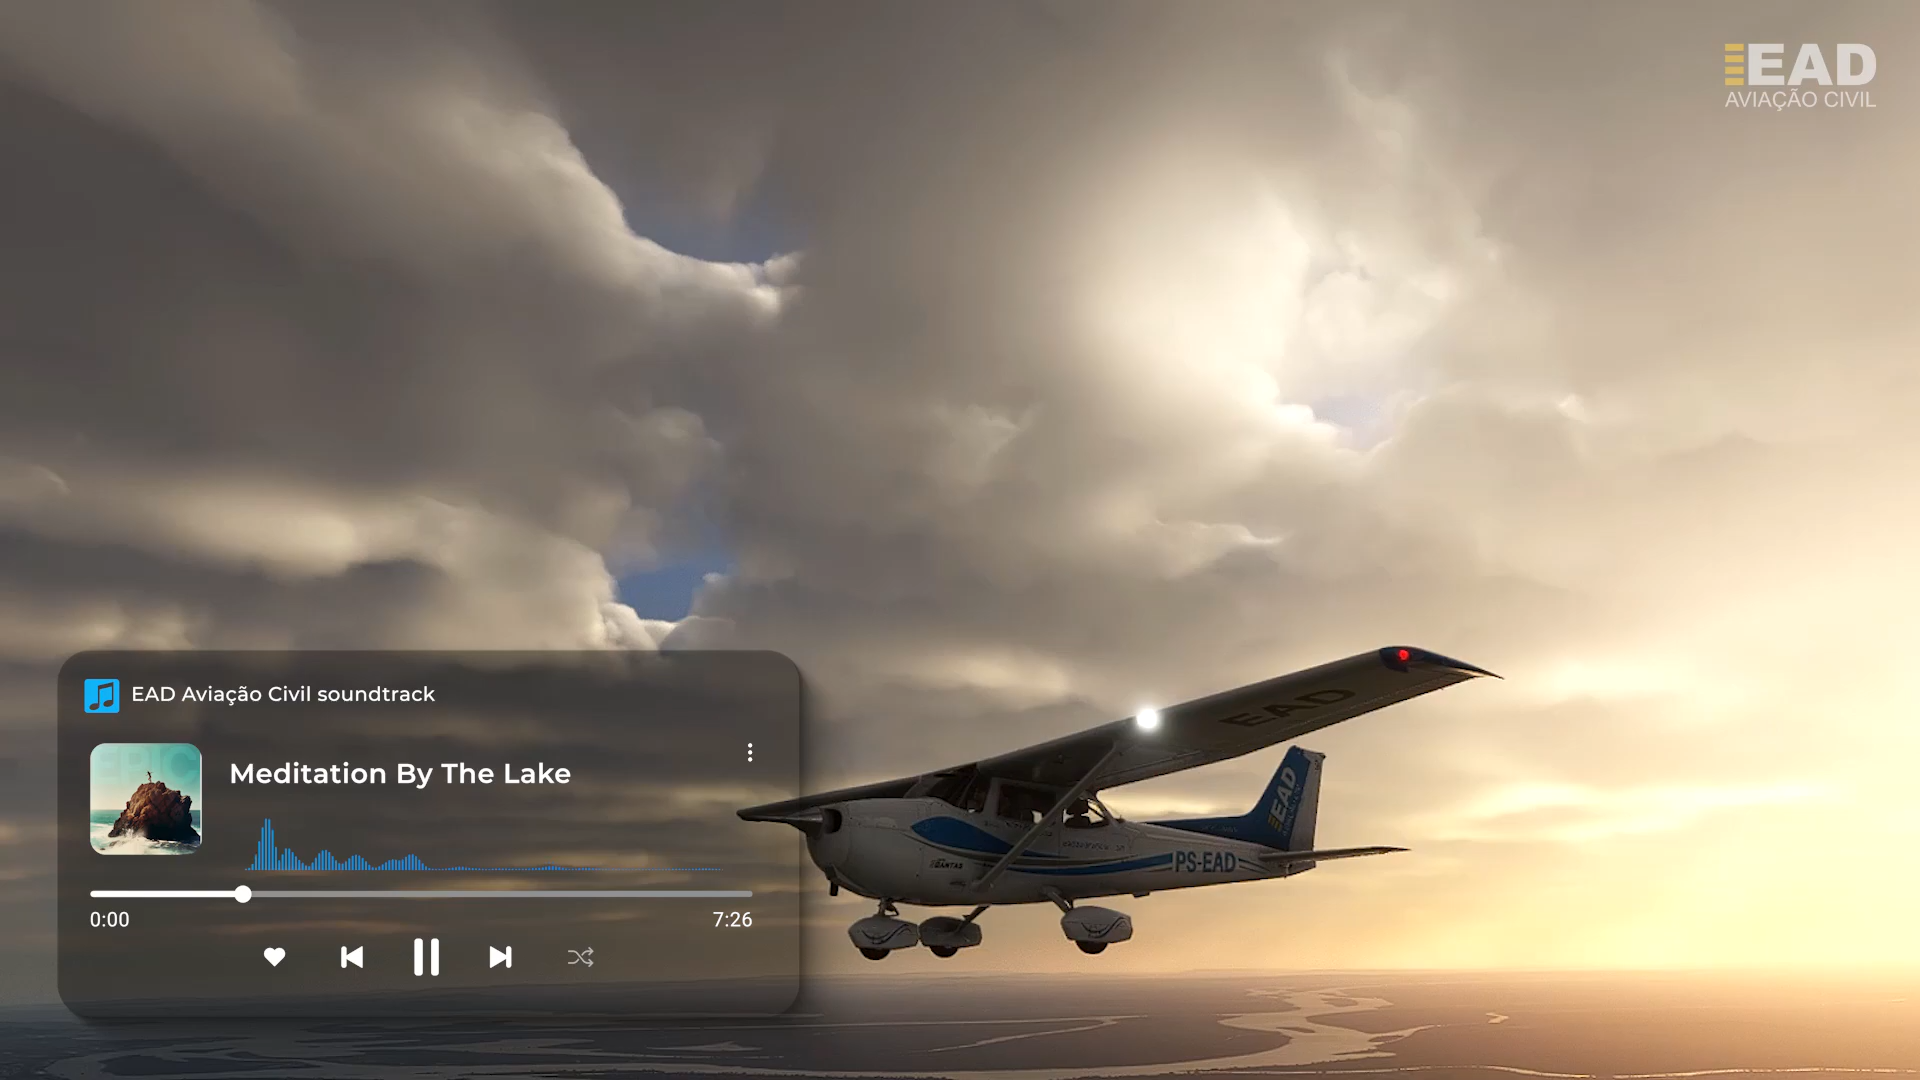 EAD
AVIAÇÃO CIVIL
EAD Aviação Civil soundtrack
ERIC
Meditation By The Lake
0:00
7:26
EAD
EAD
PS-EAD